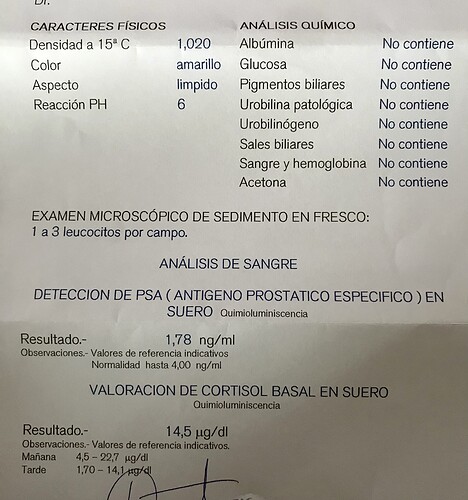 Dr.
CARACTERES FÍSICOS ANÁLISIS QUÍMICO
Densidad a 15ª C 1,020 Albúmina No contiene
Color amarillo Glucosa No contiene
Aspecto limpido Pigmentos biliares No contiene
Reacción PH 6 Urobilina patológica No contiene
Urobilinógeno No contiene
Sales biliares No contiene
Sangre y hemoglobina No contiene
Acetona No contiene
EXAMEN MICROSCÓPICO DE SEDIMENTO EN FRESCO:
1 a 3 leucocitos por campo.
ANÁLISIS DE SANGRE
DETECCION DE PSA ( ANTIGENO PROSTATICO ESPECIFICO ) EN
SUERO Quimioluminiscencia
Resultado.- 1,78 ng/ml
Observaciones.- Valores de referencia indicativos
Normalidad hasta 4,00 ng/ml
VALORACION DE CORTISOL BASAL EN SUERO
Quimioluminiscencia
Resultado.- 14,5 µg/dl
Observaciones.- Valores de referencia indicativos.
Mañana 4,5 – 22,7 µg/dl
Tarde 1,70 – 14,1 µg/dl